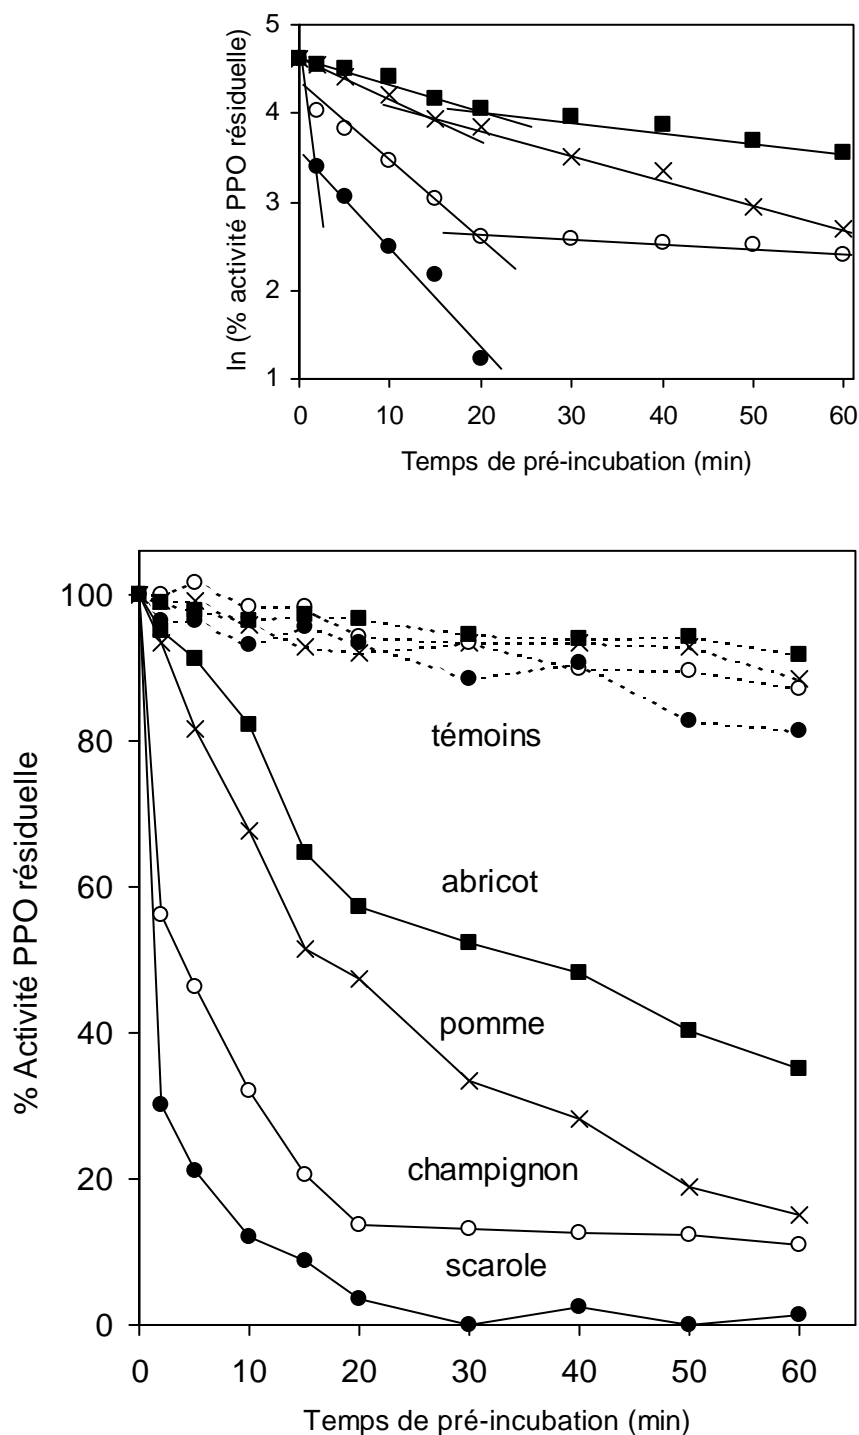 5
4
3
2
1
ln (% activité PPO résiduelle)
0 10 20 30 40 50 60
Temps de pré-incubation (min)
100
80
60
40
20
0
% Activité PPO résiduelle
témoins
abricot
pomme
champignon
scarole
0 10 20 30 40 50 60
Temps de pré-incubation (min)